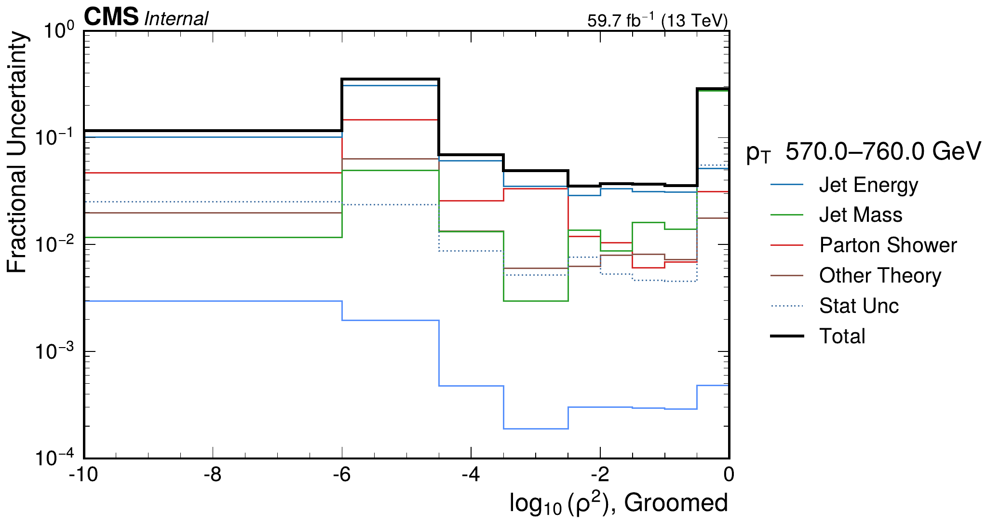 CMS Internal
59.7 fb⁻¹ (13 TeV)
Fractional Uncertainty
10⁰
10⁻¹
10⁻²
10⁻³
10⁻⁴
-10 -8 -6 -4 -2 0
log₁₀ (ρ²), Groomed
p_T 570.0–760.0 GeV
Jet Energy
Jet Mass
Parton Shower
Other Theory
Stat Unc
Total